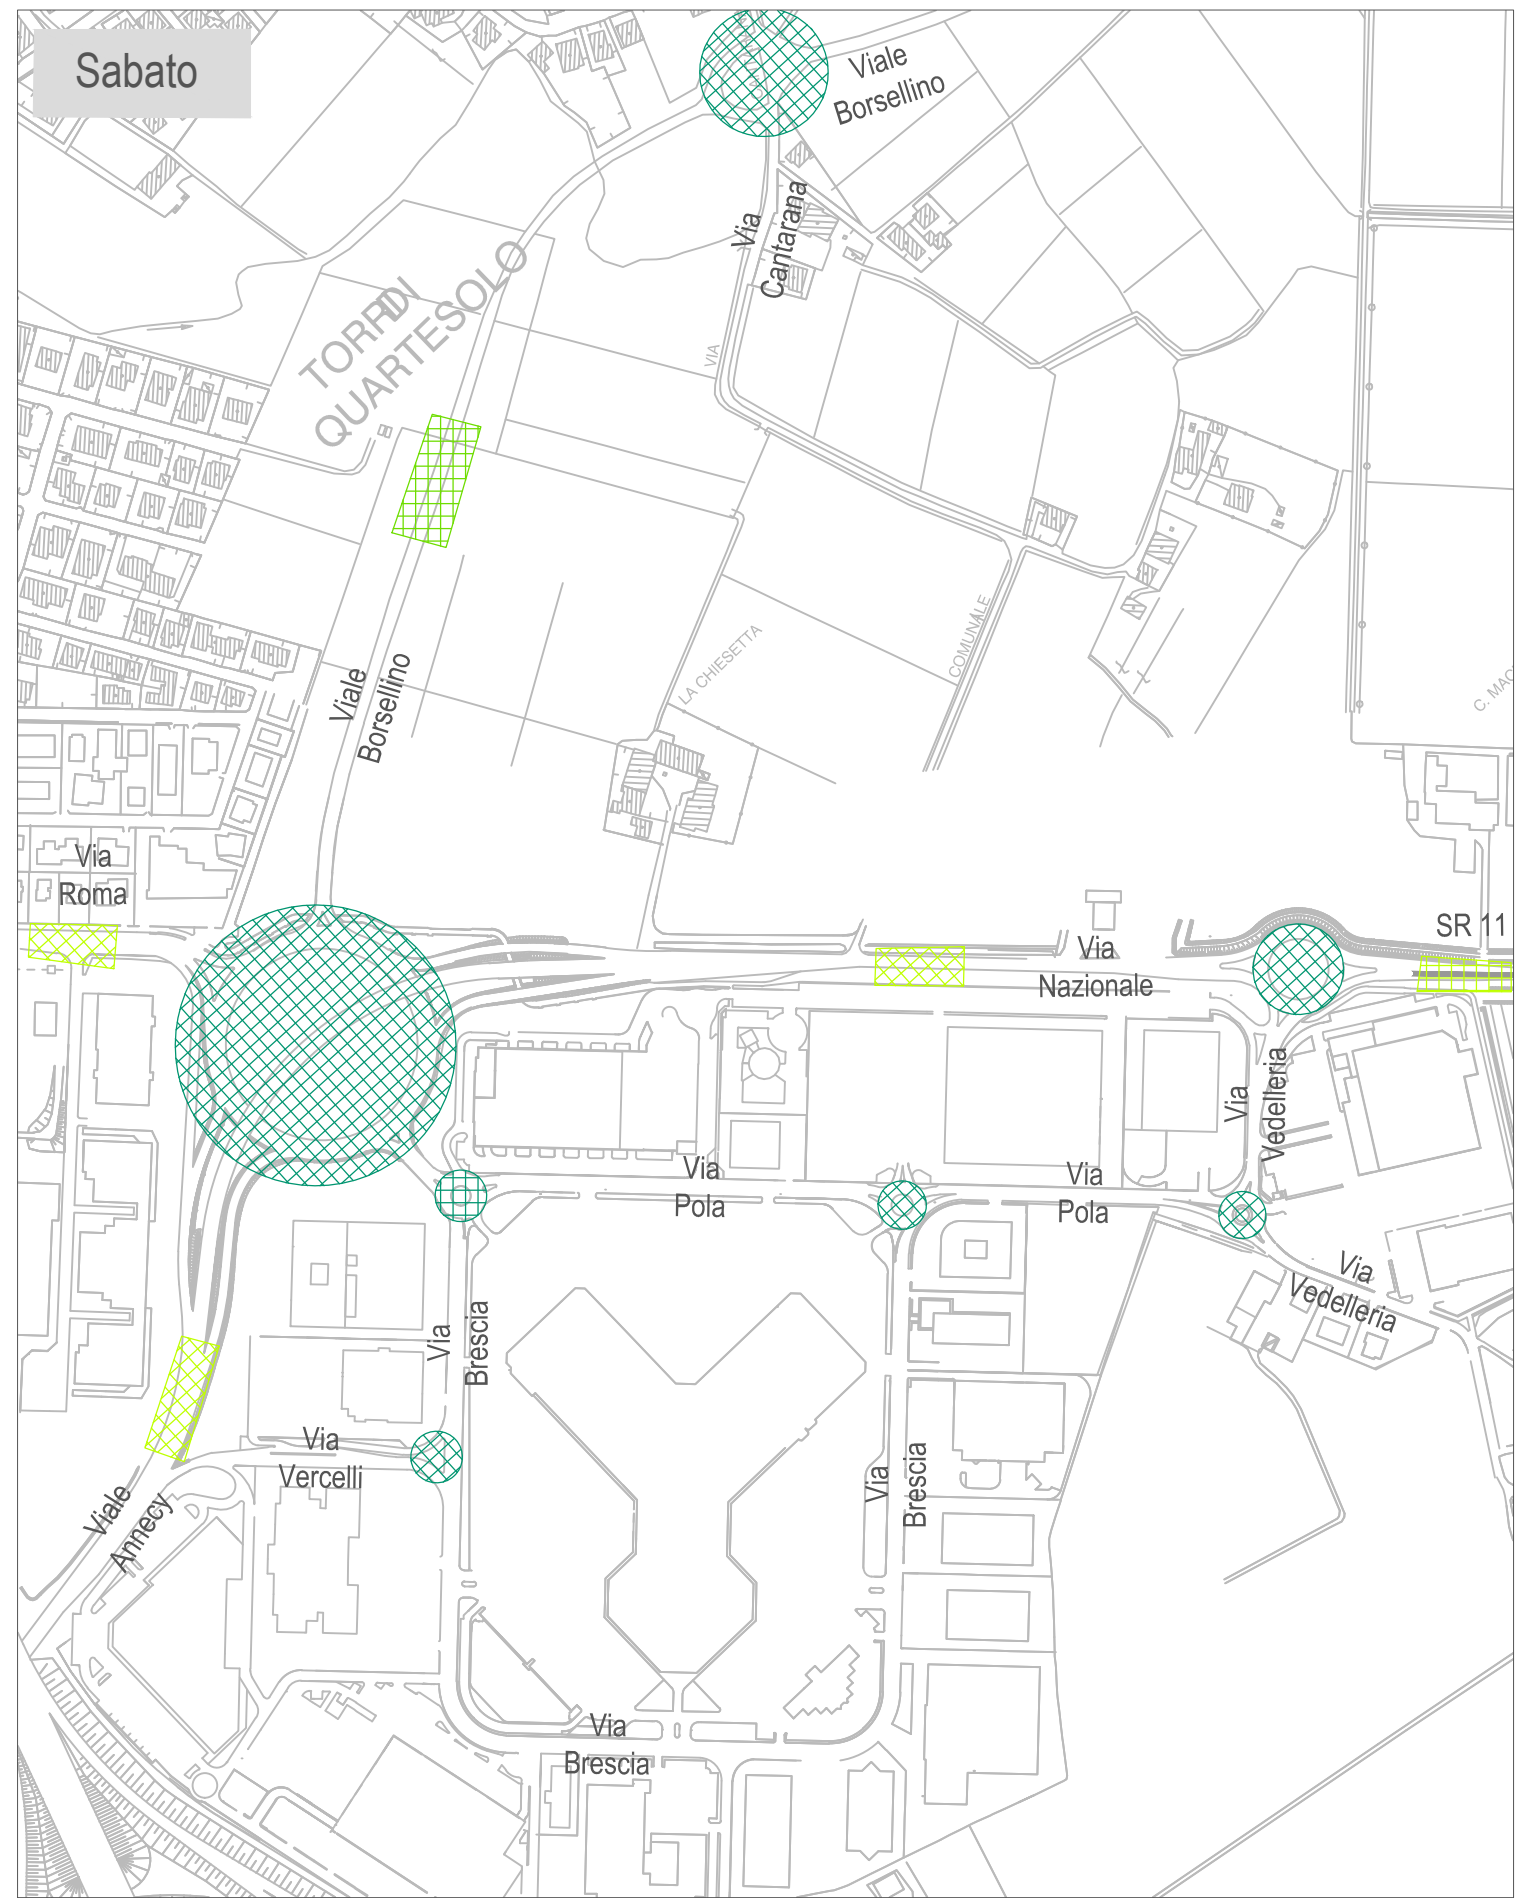 Sabato
Viale
Borsellino
Via
Cantarana
TORRI DI
QUARTESOLO
VIA
Viale
Borsellino
LA CHIESETTA
COMUNALE
Via
Roma
SR 11
Via
Nazionale
Via
Vedelleria
Via
Pola
Via
Pola
Via
Vedelleria
Via
Brescia
Via
Vercelli
Via
Brescia
Viale
Annecy
Via
Brescia